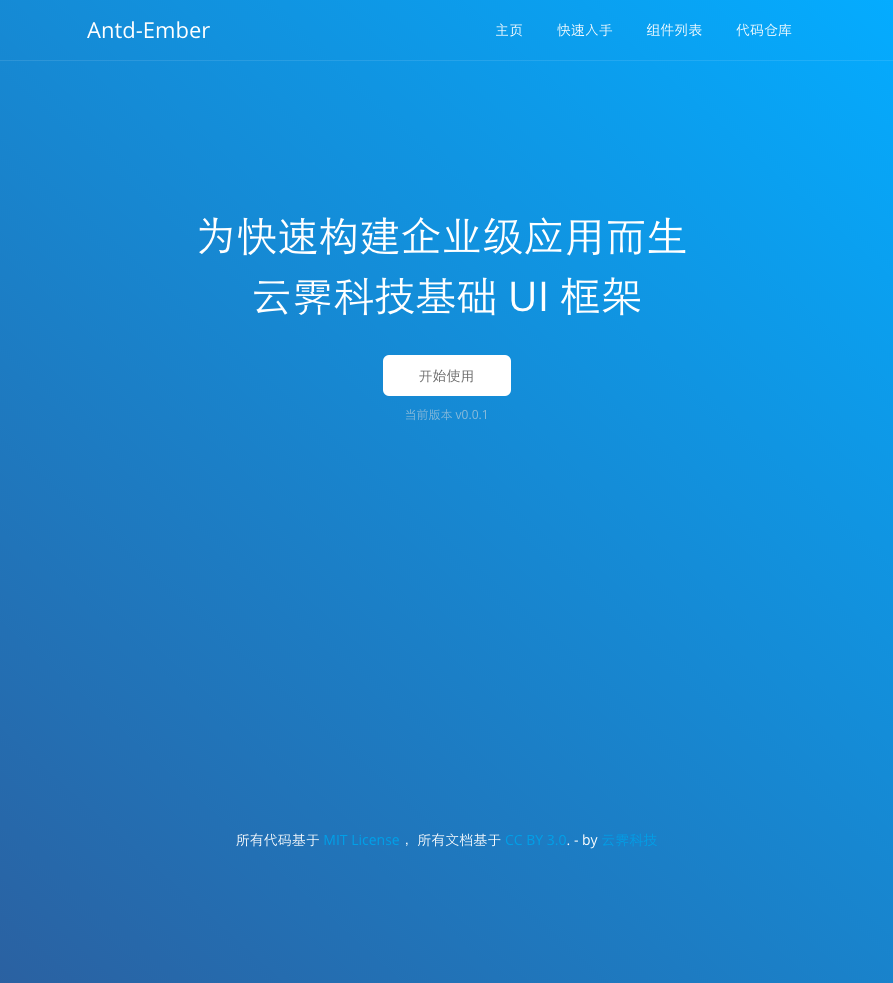 Antd-Ember 主页 快速入手 组件列表 代码仓库
为快速构建企业级应用而生
云霁科技基础 UI 框架
开始使用
当前版本 v0.0.1
所有代码基于 MIT License， 所有文档基于 CC BY 3.0. - by 云霁科技